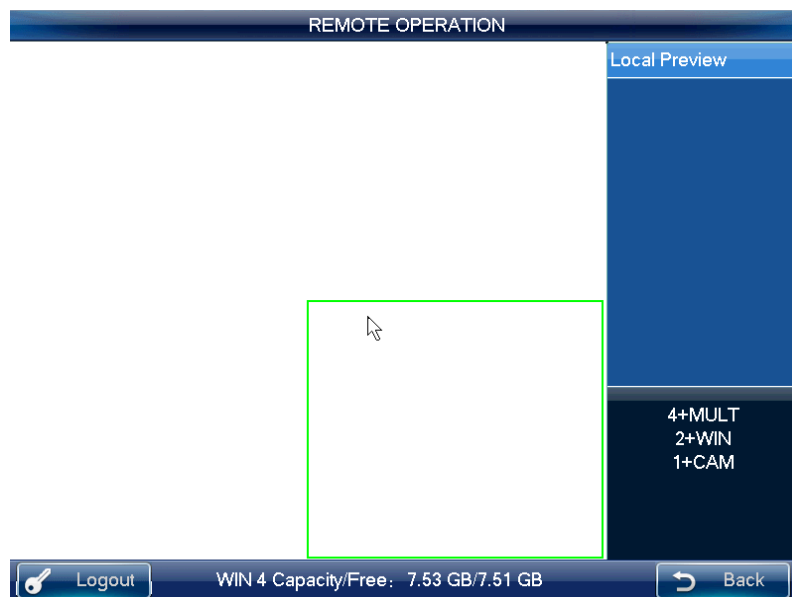 REMOTE OPERATION
Local Preview
4+MULT
2+WIN
1+CAM
Logout
WIN 4 Capacity/Free： 7.53 GB/7.51 GB
Back